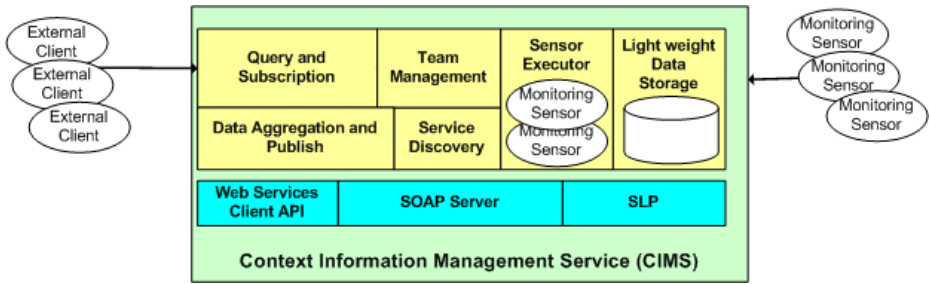 External
Client
External
Client
External
Client
Query and
Subscription
Team
Management
Sensor
Executor
Monitoring
Sensor
Monitoring
Sensor
Light weight
Data
Storage
Data Aggregation and
Publish
Service
Discovery
Web Services
Client API
SOAP Server
SLP
Context Information Management Service (CIMS)
Monitoring
Sensor
Monitoring
Sensor
Monitoring
Sensor